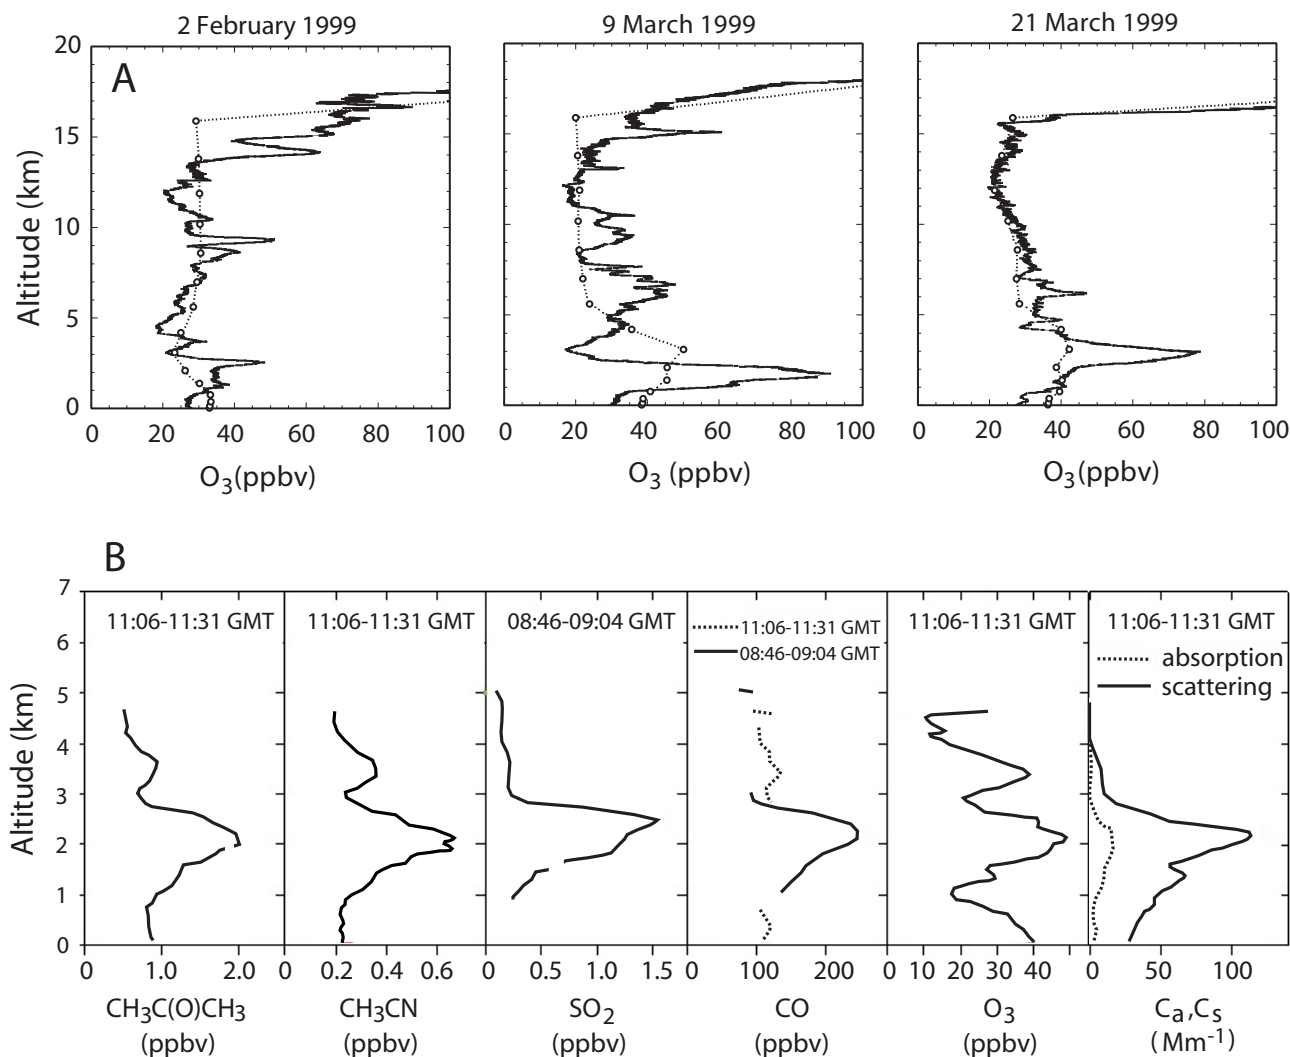 2 February 1999
9 March 1999
21 March 1999
A
20
15
10
5
0
Altitude (km)
0 20 40 60 80 100
0 20 40 60 80 100
0 20 40 60 80 100
O3(ppbv)
O3 (ppbv)
O3(ppbv)
B
7
6
5
4
3
2
1
0
Altitude (km)
11:06-11:31 GMT
11:06-11:31 GMT
08:46-09:04 GMT
11:06-11:31 GMT
08:46-09:04 GMT
11:06-11:31 GMT
11:06-11:31 GMT
absorption
scattering
0 1.0 2.0
0 0.2 0.4 0.6
0 0.5 1.0 1.5
0 100 200
0 10 20 30 40
0 50 100
CH3C(O)CH3
(ppbv)
CH3CN
(ppbv)
SO2
(ppbv)
CO
(ppbv)
O3
(ppbv)
Ca,Cs
(Mm-1)